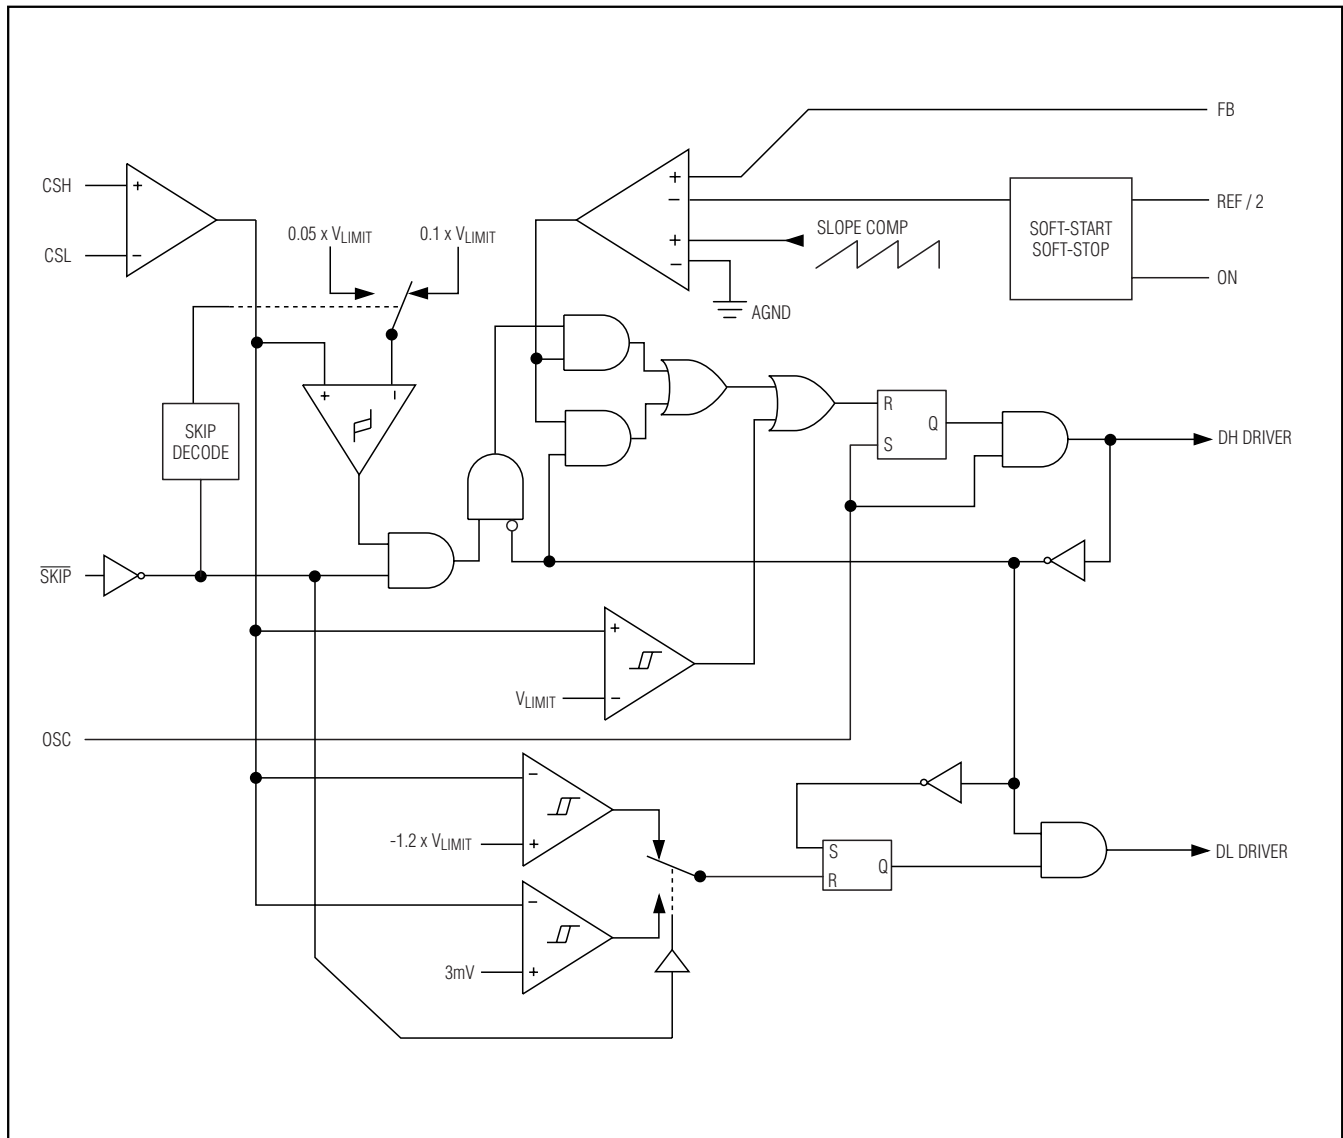 FB
CSH
+
+
−
REF / 2
SOFT-START
SOFT-STOP
SLOPE COMP
0.05 x VLIMIT
0.1 x VLIMIT
+
CSL
−
−
ON
AGND
+
−
R
Q
S
SKIP
DECODE
DH DRIVER
SKIP
+
VLIMIT
−
OSC
−
-1.2 x VLIMIT
+
S
Q
R
DL DRIVER
−
3mV
+